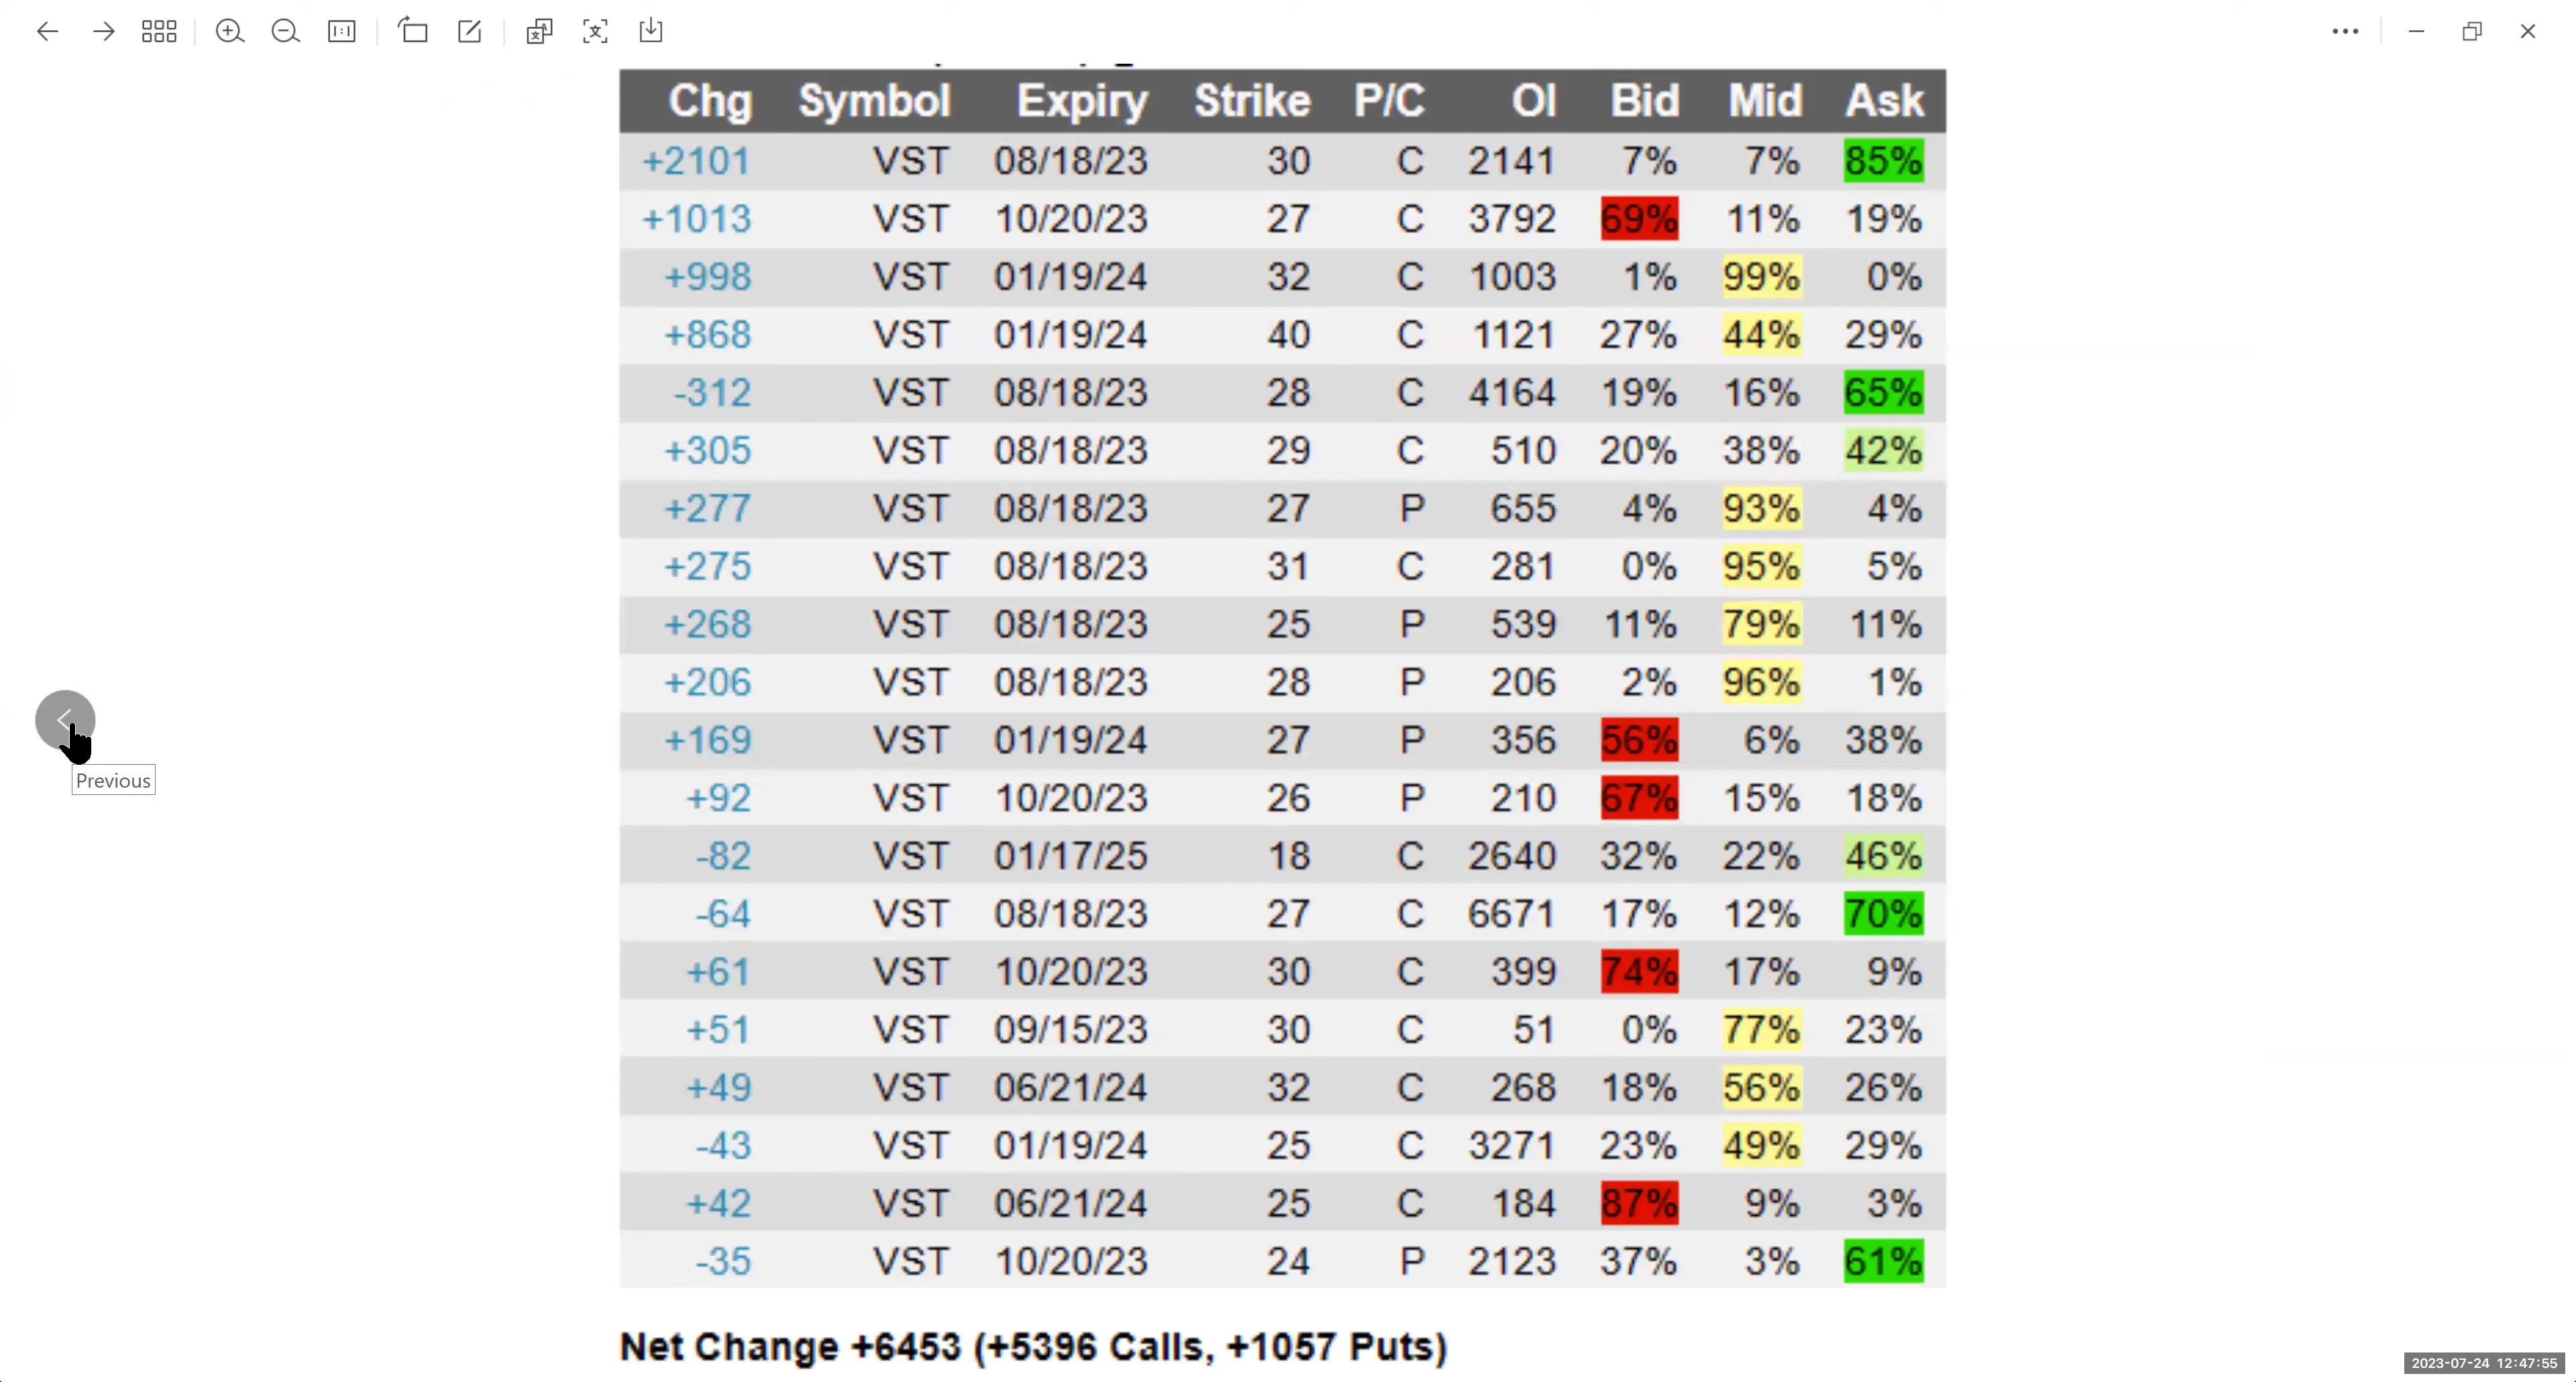 Chg Symbol Expiry Strike P/C OI Bid Mid Ask
+2101 VST 08/18/23 30 C 2141 7% 7% 85%
+1013 VST 10/20/23 27 C 3792 69% 11% 19%
+998 VST 01/19/24 32 C 1003 1% 99% 0%
+868 VST 01/19/24 40 C 1121 27% 44% 29%
-312 VST 08/18/23 28 C 4164 19% 16% 65%
+305 VST 08/18/23 29 C 510 20% 38% 42%
+277 VST 08/18/23 27 P 655 4% 93% 4%
+275 VST 08/18/23 31 C 281 0% 95% 5%
+268 VST 08/18/23 25 P 539 11% 79% 11%
+206 VST 08/18/23 28 P 206 2% 96% 1%
+169 VST 01/19/24 27 P 356 56% 6% 38%
Previous
+92 VST 10/20/23 26 P 210 67% 15% 18%
-82 VST 01/17/25 18 C 2640 32% 22% 46%
-64 VST 08/18/23 27 C 6671 17% 12% 70%
+61 VST 10/20/23 30 C 399 74% 17% 9%
+51 VST 09/15/23 30 C 51 0% 77% 23%
+49 VST 06/21/24 32 C 268 18% 56% 26%
-43 VST 01/19/24 25 C 3271 23% 49% 29%
+42 VST 06/21/24 25 C 184 87% 9% 3%
-35 VST 10/20/23 24 P 2123 37% 3% 61%
Net Change +6453 (+5396 Calls, +1057 Puts)
2023-07-24 12:47:55